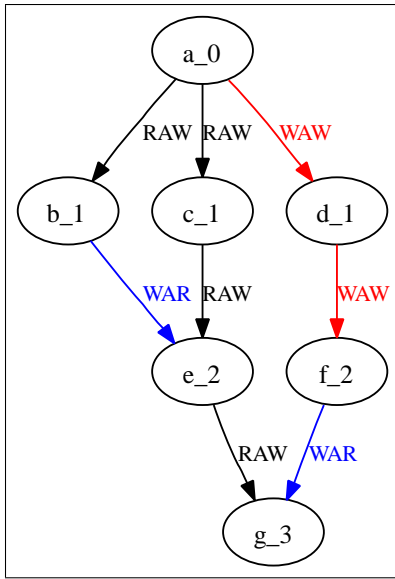 a_0
RAW RAW WAW
b_1 c_1 d_1
WAR RAW WAW
e_2 f_2
RAW WAR
g_3